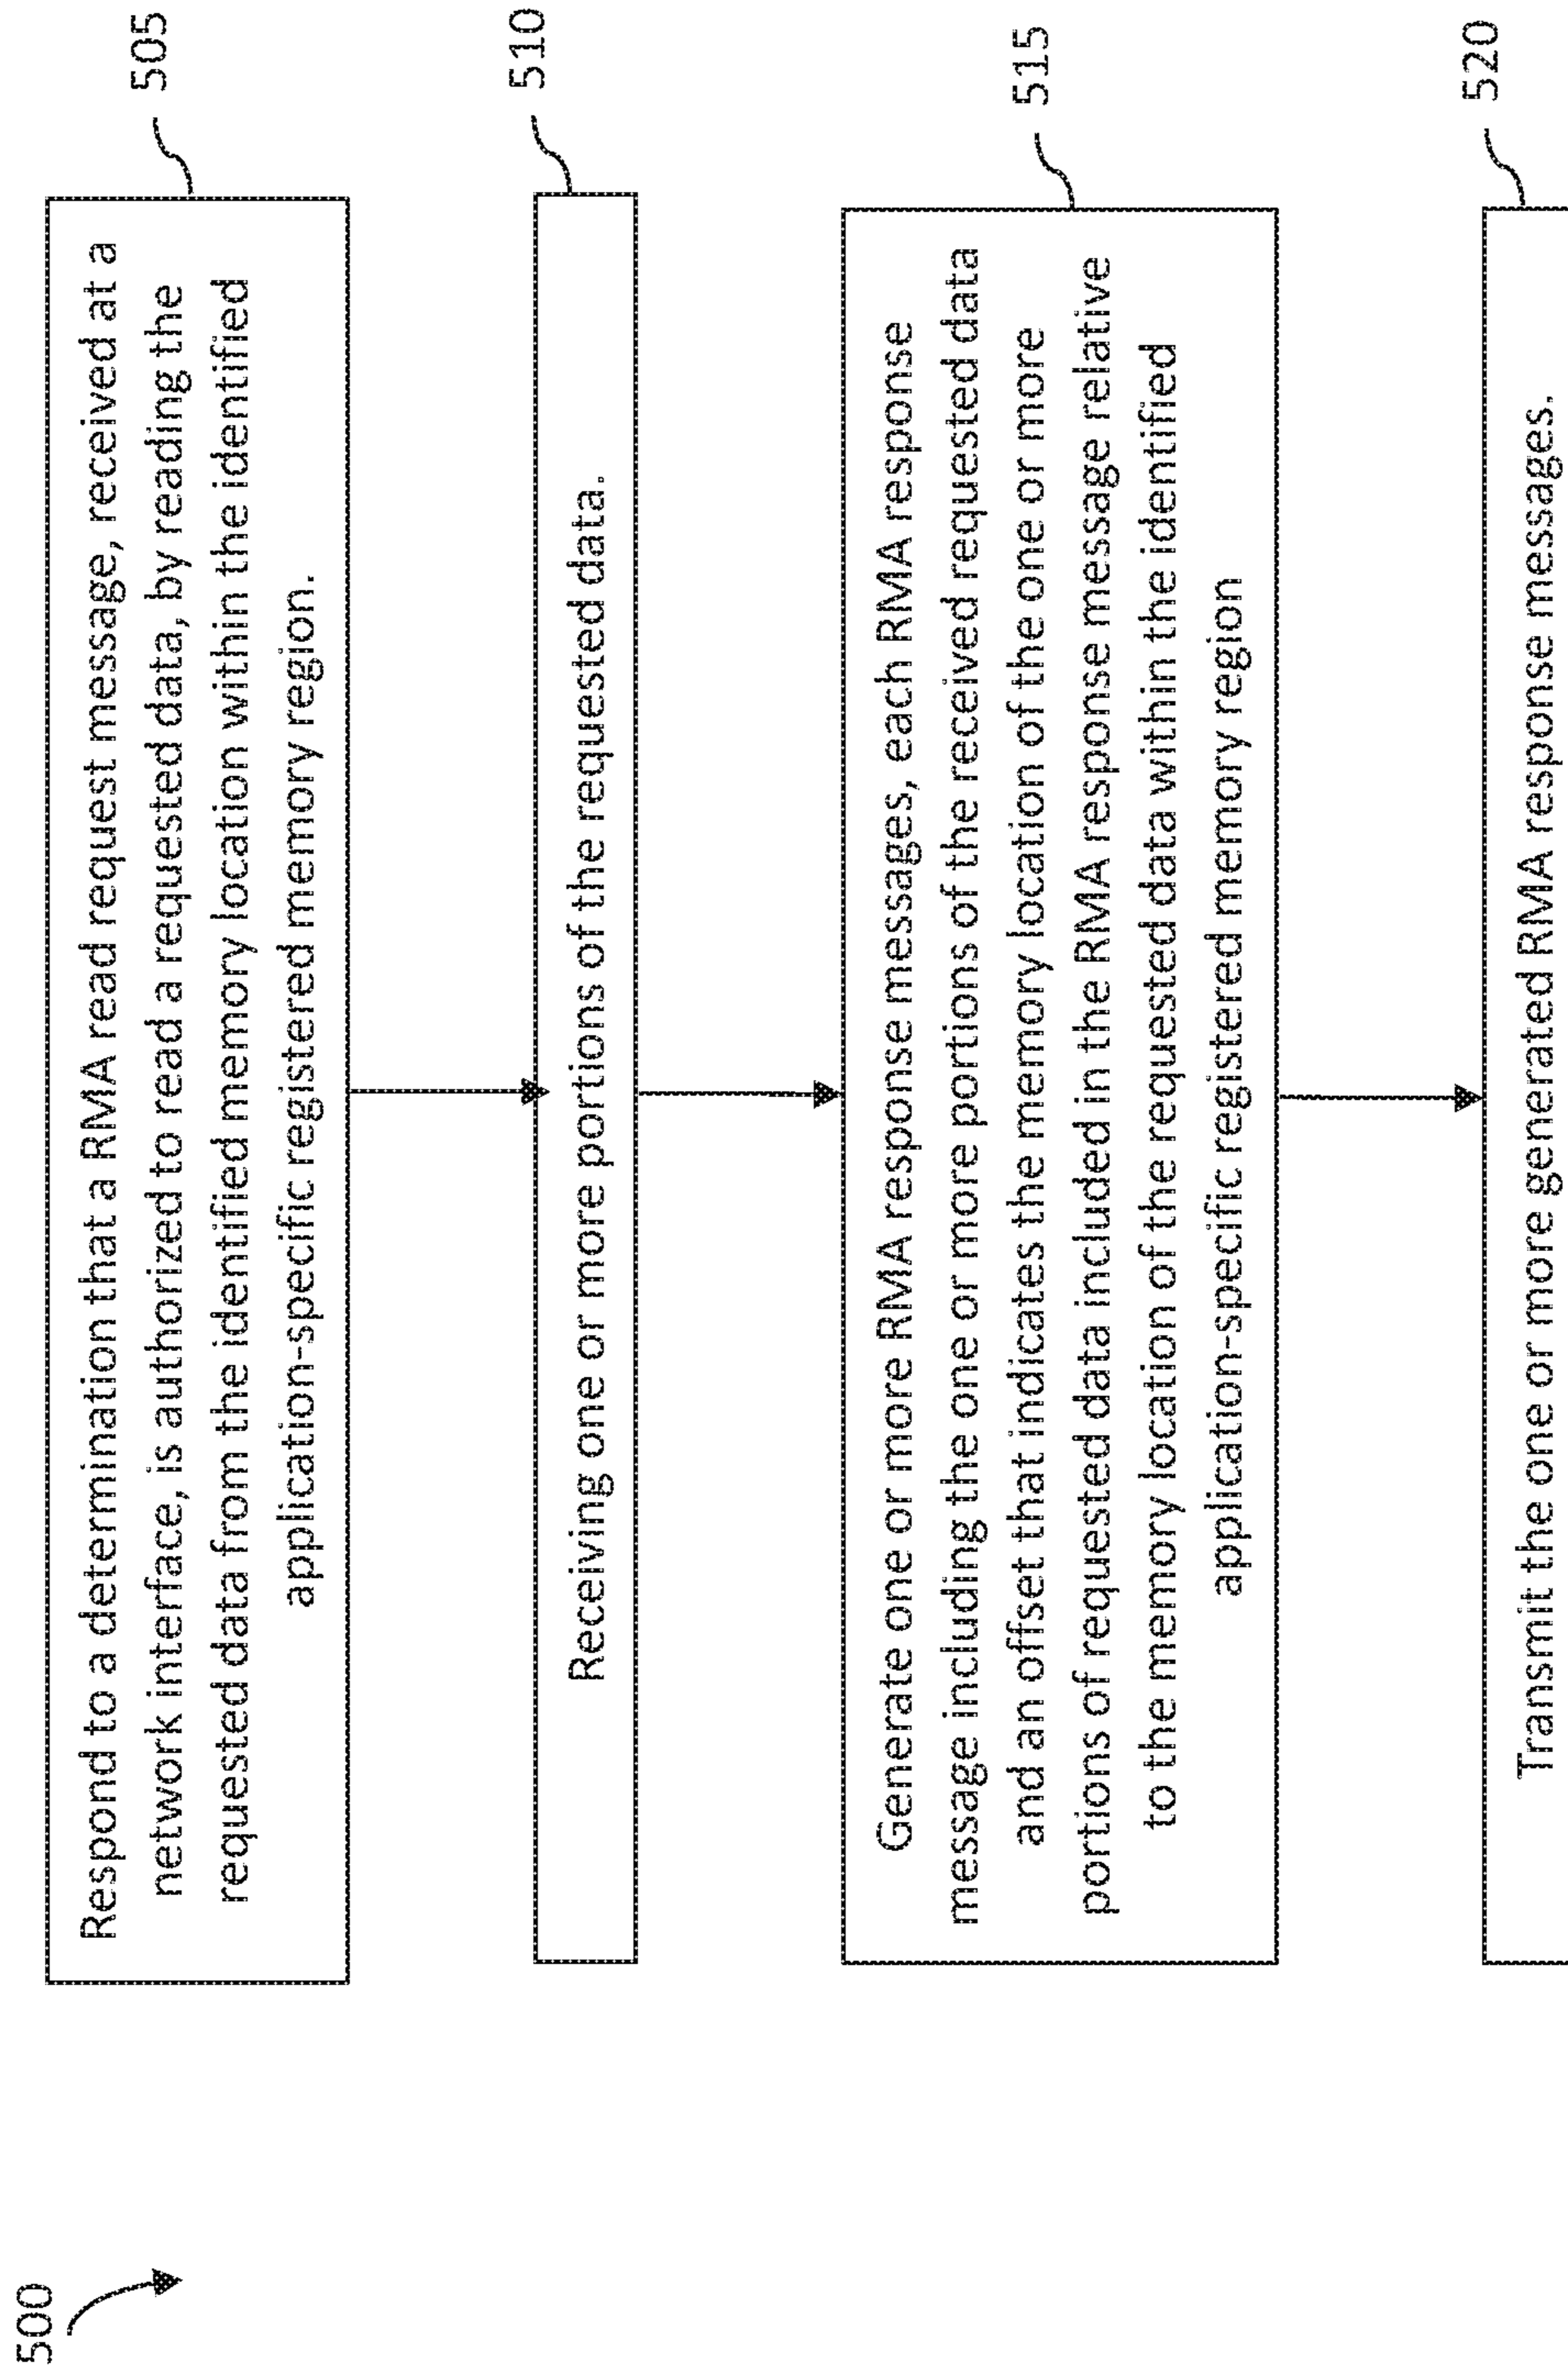 500
Respond to a determination that a RMA read request message, received at a
network interface, is authorized to read a requested data, by reading the
requested data from the identified memory location within the identified
application-specific registered memory region.
505
Receiving one or more portions of the requested data.
510
Generate one or more RMA response messages, each RMA response
message including the one or more portions of the received requested data
and an offset that indicates the memory location of the one or more
portions of requested data included in the RMA response message relative
to the memory location of the requested data within the identified
application-specific registered memory region
515
Transmit the one or more generated RMA response messages.
520